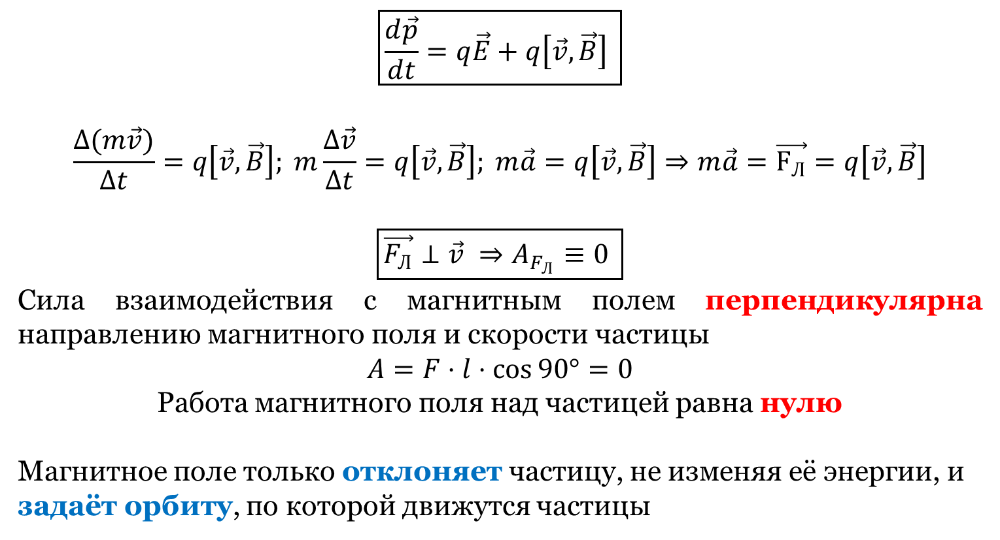 $\frac{d\vec{p}}{dt} = q\vec{E} + q[\vec{v}, \vec{B}]$
$\frac{\Delta(m\vec{v})}{\Delta t} = q[\vec{v}, \vec{B}];\ m\frac{\Delta\vec{v}}{\Delta t} = q[\vec{v}, \vec{B}];\ m\vec{a} = q[\vec{v}, \vec{B}] \Rightarrow m\vec{a} = \overrightarrow{\mathrm{F}_\text{Л}} = q[\vec{v}, \vec{B}]$
$\overrightarrow{F_\text{Л}} \perp \vec{v} \Rightarrow A_{F_\text{Л}} \equiv 0$
Сила взаимодействия с магнитным полем перпендикулярна
направлению магнитного поля и скорости частицы
$A = F \cdot l \cdot \cos 90° = 0$
Работа магнитного поля над частицей равна нулю
Магнитное поле только отклоняет частицу, не изменяя её энергии, и
задаёт орбиту, по которой движутся частицы